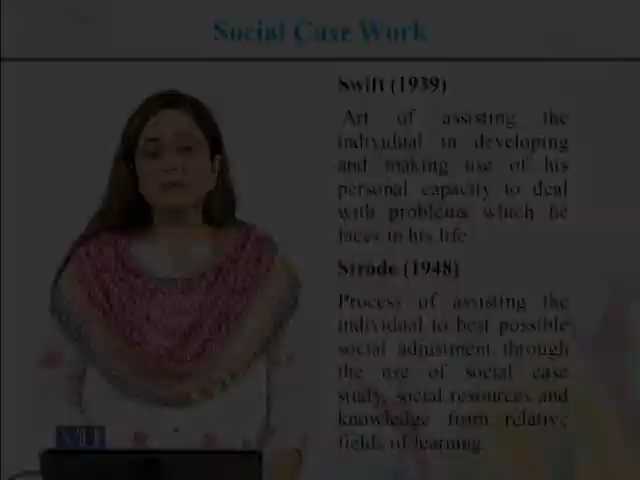 Social Case Work
Swift (1939)
Art of assisting the
individual in developing
and making use of his
personal capacity to deal
with problems which he
faces in his life
Strode (1948)
Process of assisting the
individual to best possible
social adjustment through
the use of social case
study, social resources and
knowledge from relative
fields of learning.